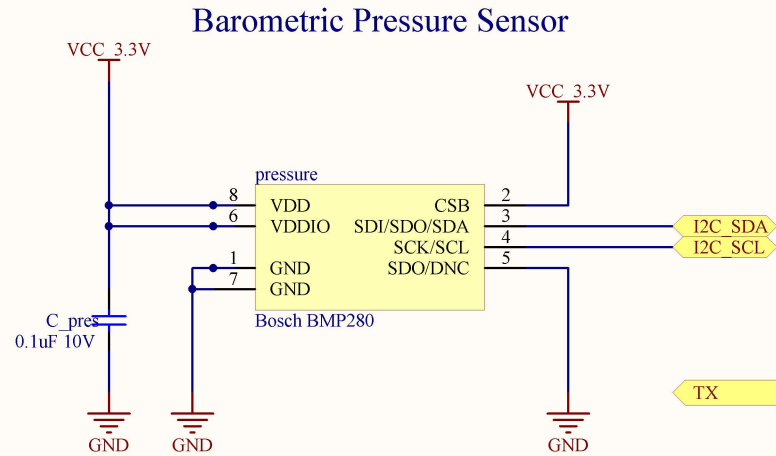 Barometric Pressure Sensor
VCC_3.3V
VCC_3.3V
pressure
8 VDD CSB 2
6 VDDIO SDI/SDO/SDA 3 I2C_SDA
SCK/SCL 4 I2C_SCL
1 GND SDO/DNC 5
7 GND
Bosch BMP280
C_pres
0.1uF 10V
TX
GND GND GND